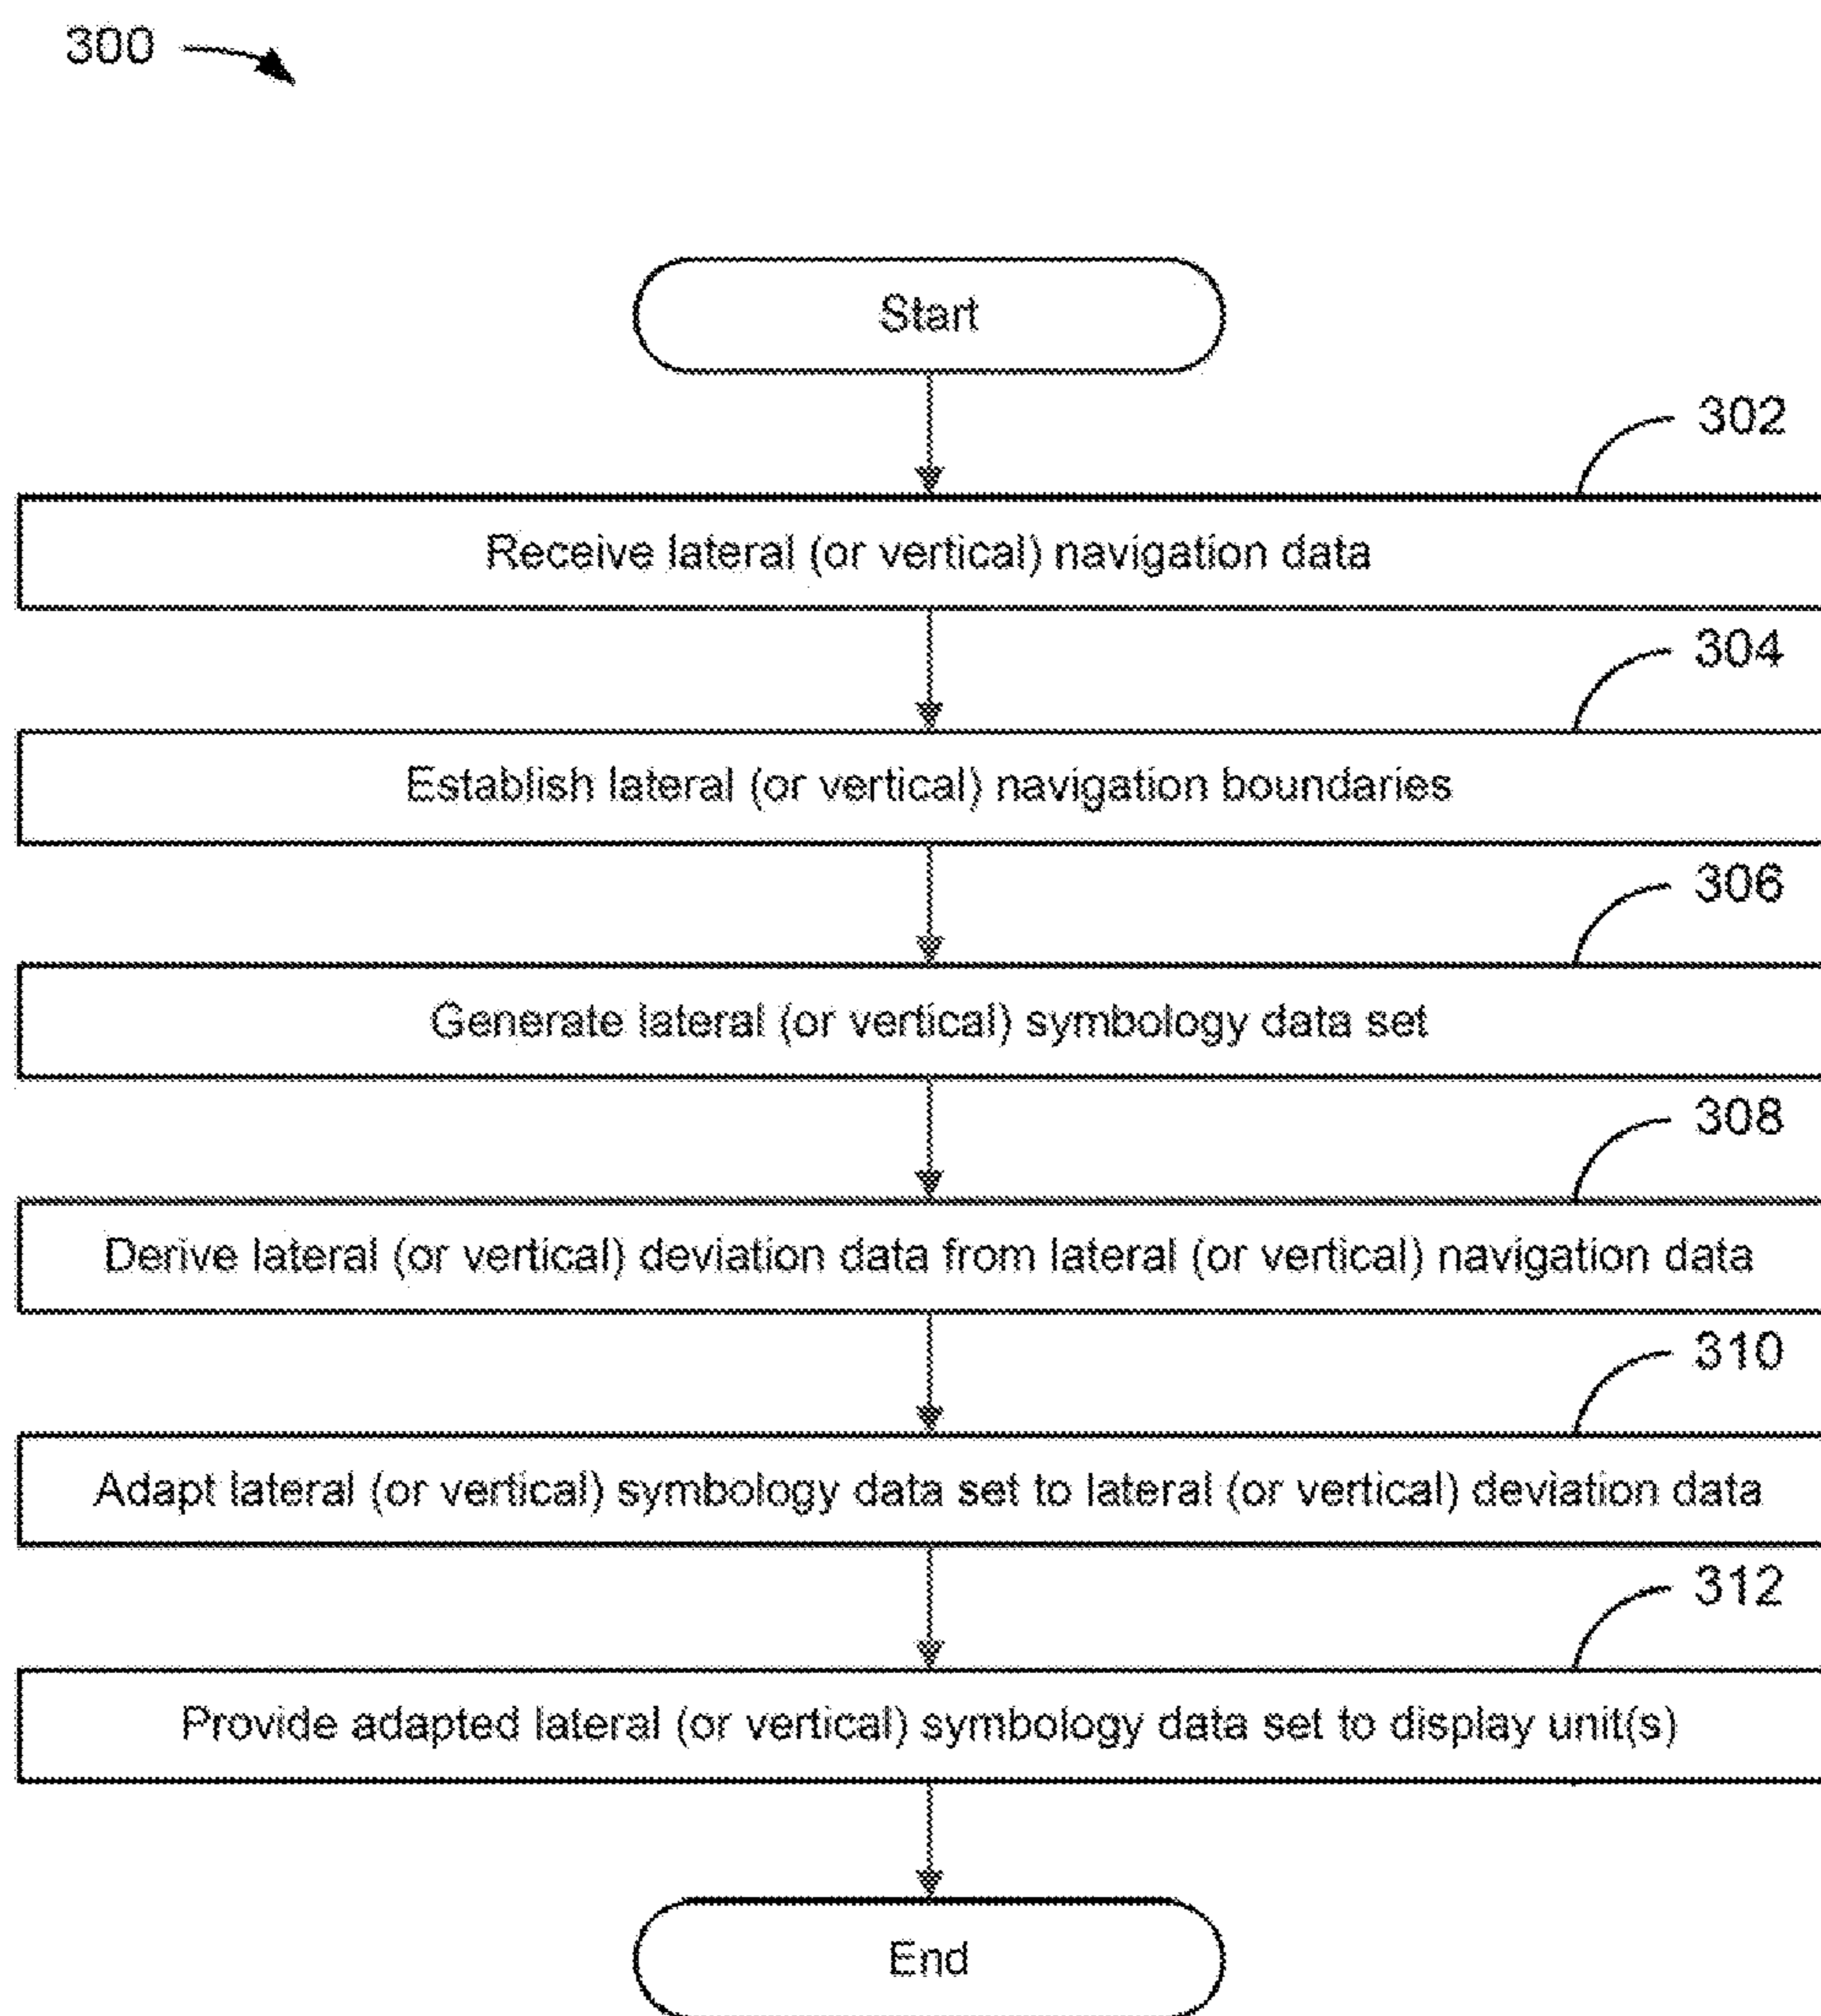 300
Start
302
Receive lateral (or vertical) navigation data
304
Establish lateral (or vertical) navigation boundaries
306
Generate lateral (or vertical) symbology data set
308
Derive lateral (or vertical) deviation data from lateral (or vertical) navigation data
310
Adapt lateral (or vertical) symbology data set to lateral (or vertical) deviation data
312
Provide adapted lateral (or vertical) symbology data set to display unit(s)
End